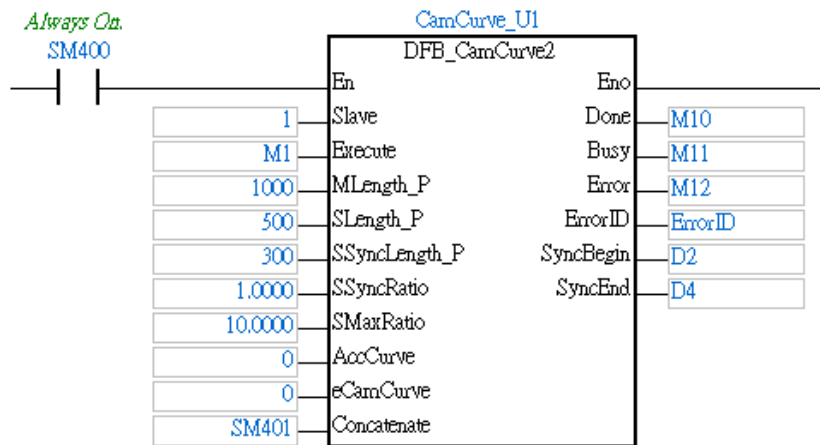 Always On.
SM400
CamCurve_U1
DFB_CamCurve2
En Eno
1 Slave Done M10
M1 Execute Busy M11
1000 MLength_P Error M12
500 SLength_P ErrorID ErrorID
300 SSyncLength_P SyncBegin D2
1.0000 SSyncRatio SyncEnd D4
10.0000 SMaxRatio
0 AccCurve
0 eCamCurve
SM401 Concatenate